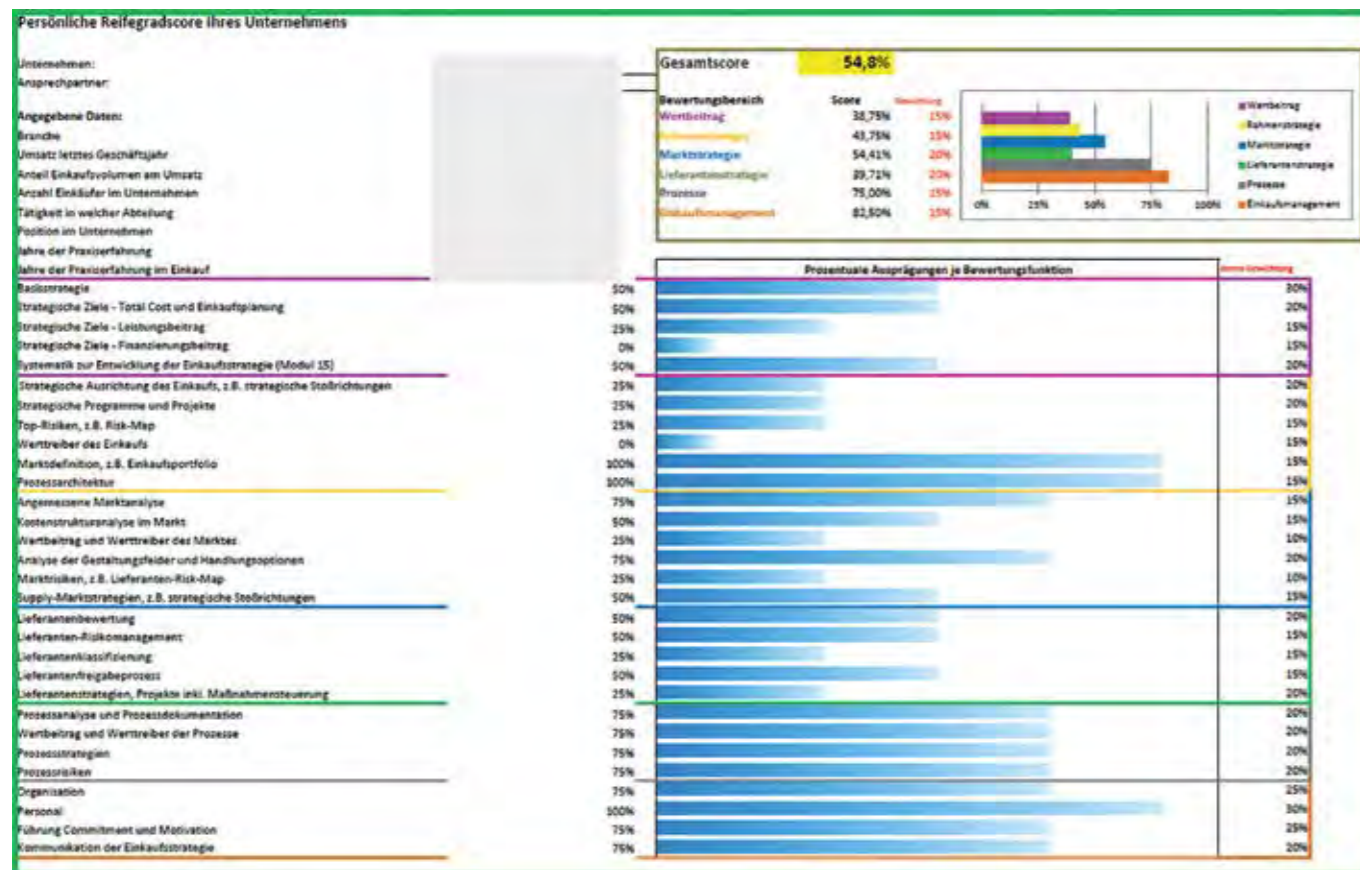 Persönliche Reifegradscore Ihres Unternehmens
Unternehmen:
Ansprechpartner:
Angegebene Daten:
Branche
Umsatz letztes Geschäftsjahr
Anteil Einkaufsvolumen am Umsatz
Anzahl Einkäufer im Unternehmen
Tätigkeit in welcher Abteilung
Position im Unternehmen
Jahre der Praxiserfahrung
Jahre der Praxiserfahrung im Einkauf
Gesamtscore 54,8%
Bewertungsbereich Score Gewichtung
Wertbeitrag 38,75% 15%
Rahmenstrategie 43,75% 15%
Marktstrategie 54,41% 20%
Lieferantenstrategie 39,71% 20%
Prozesse 75,00% 15%
Einkaufsmanagement 82,50% 15%
0% 25% 50% 75% 100%
Wertbeitrag
Rahmenstrategie
Marktstrategie
Lieferantenstrategie
Prozesse
Einkaufsmanagement
Prozentuale Ausprägungen je Bewertungsfunktion Gewichtung
Basisstrategie 50% 30%
Strategische Ziele - Total Cost und Einkaufsplanung 50% 20%
Strategische Ziele - Leistungsbeitrag 25% 15%
Strategische Ziele - Finanzierungsbeitrag 0% 15%
Systematik zur Entwicklung der Einkaufsstrategie (Modul 15) 50% 20%
Strategische Ausrichtung des Einkaufs, z.B. strategische Stoßrichtungen 25% 20%
Strategische Programme und Projekte 25% 20%
Top-Risiken, z.B. Risk-Map 25% 15%
Werttreiber des Einkaufs 0% 15%
Marktdefinition, z.B. Einkaufsportfolio 100% 15%
Prozessarchitektur 100% 15%
Angemessene Marktanalyse 75% 15%
Kostenstrukturanalyse im Markt 50% 15%
Wertbeitrag und Werttreiber des Marktes 25% 10%
Analyse der Gestaltungsfelder und Handlungsoptionen 75% 20%
Marktrisiken, z.B. Lieferanten-Risk-Map 25% 10%
Supply-Marktstrategien, z.B. strategische Stoßrichtungen 50% 15%
Lieferantenbewertung 50% 20%
Lieferanten-Risikomanagement 50% 15%
Lieferantenklassifizierung 25% 15%
Lieferantenfreigabeprozess 50% 15%
Lieferantenstrategien, Projekte inkl. Maßnahmensteuerung 25% 20%
Prozessanalyse und Prozessdokumentation 75% 20%
Wertbeitrag und Werttreiber der Prozesse 75% 20%
Prozessstrategien 75% 20%
Prozessrisiken 75% 20%
Organisation 75% 25%
Personal 100% 30%
Führung Commitment und Motivation 75% 25%
Kommunikation der Einkaufsstrategie 75% 20%